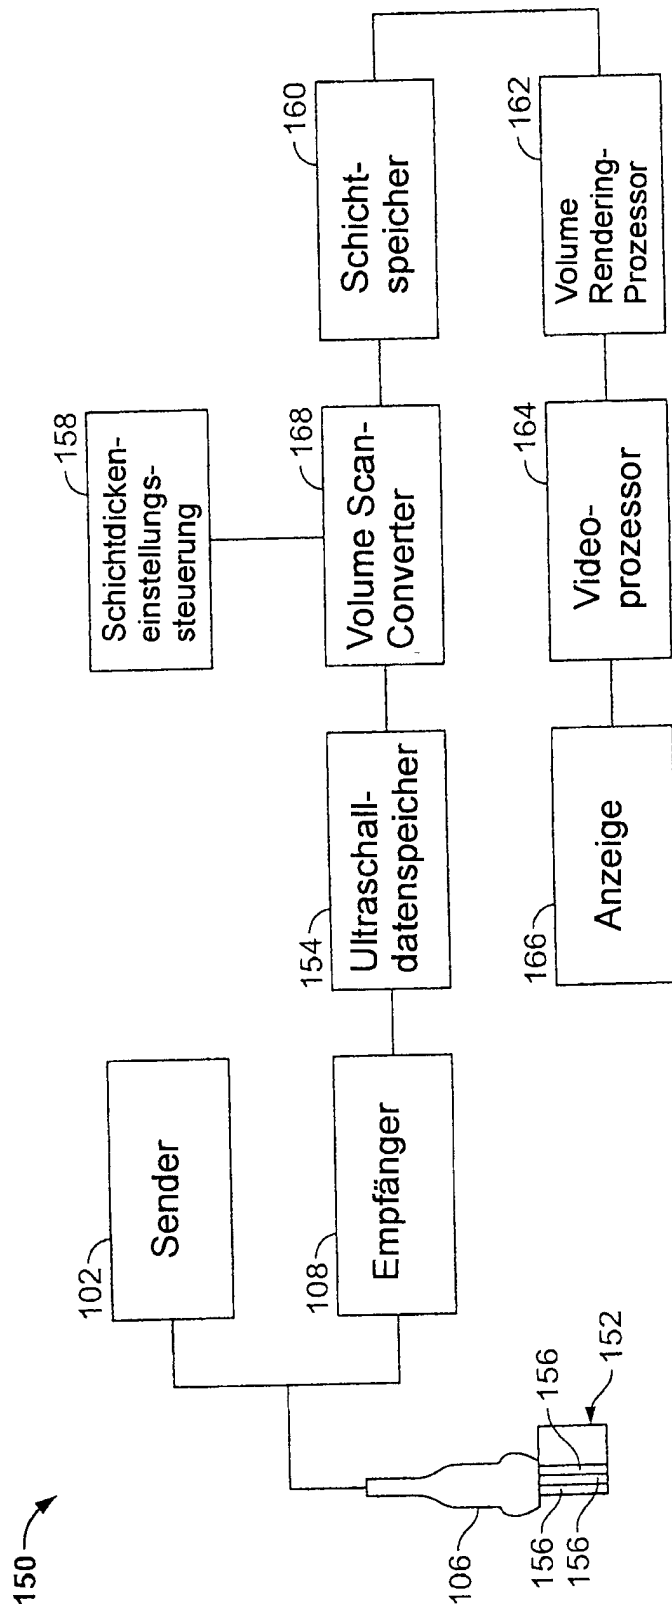 150
102
Sender
108
Empfänger
106
156
156
156
152
154
Ultraschall-
datenspeicher
158
Schichtdicken-
einstellungs-
steuerung
168
Volume Scan-
Converter
160
Schicht-
speicher
162
Volume
Rendering-
Prozessor
164
Video-
prozessor
166
Anzeige